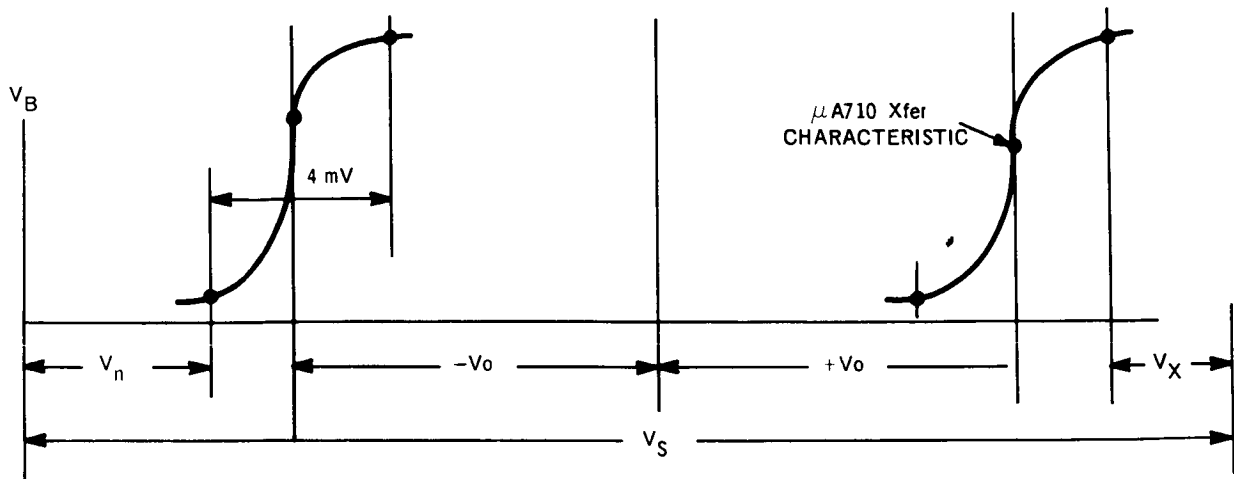 V_B
μA710 Xfer
CHARACTERISTIC
4 mV
V_n
-Vo
+Vo
V_X
V_S